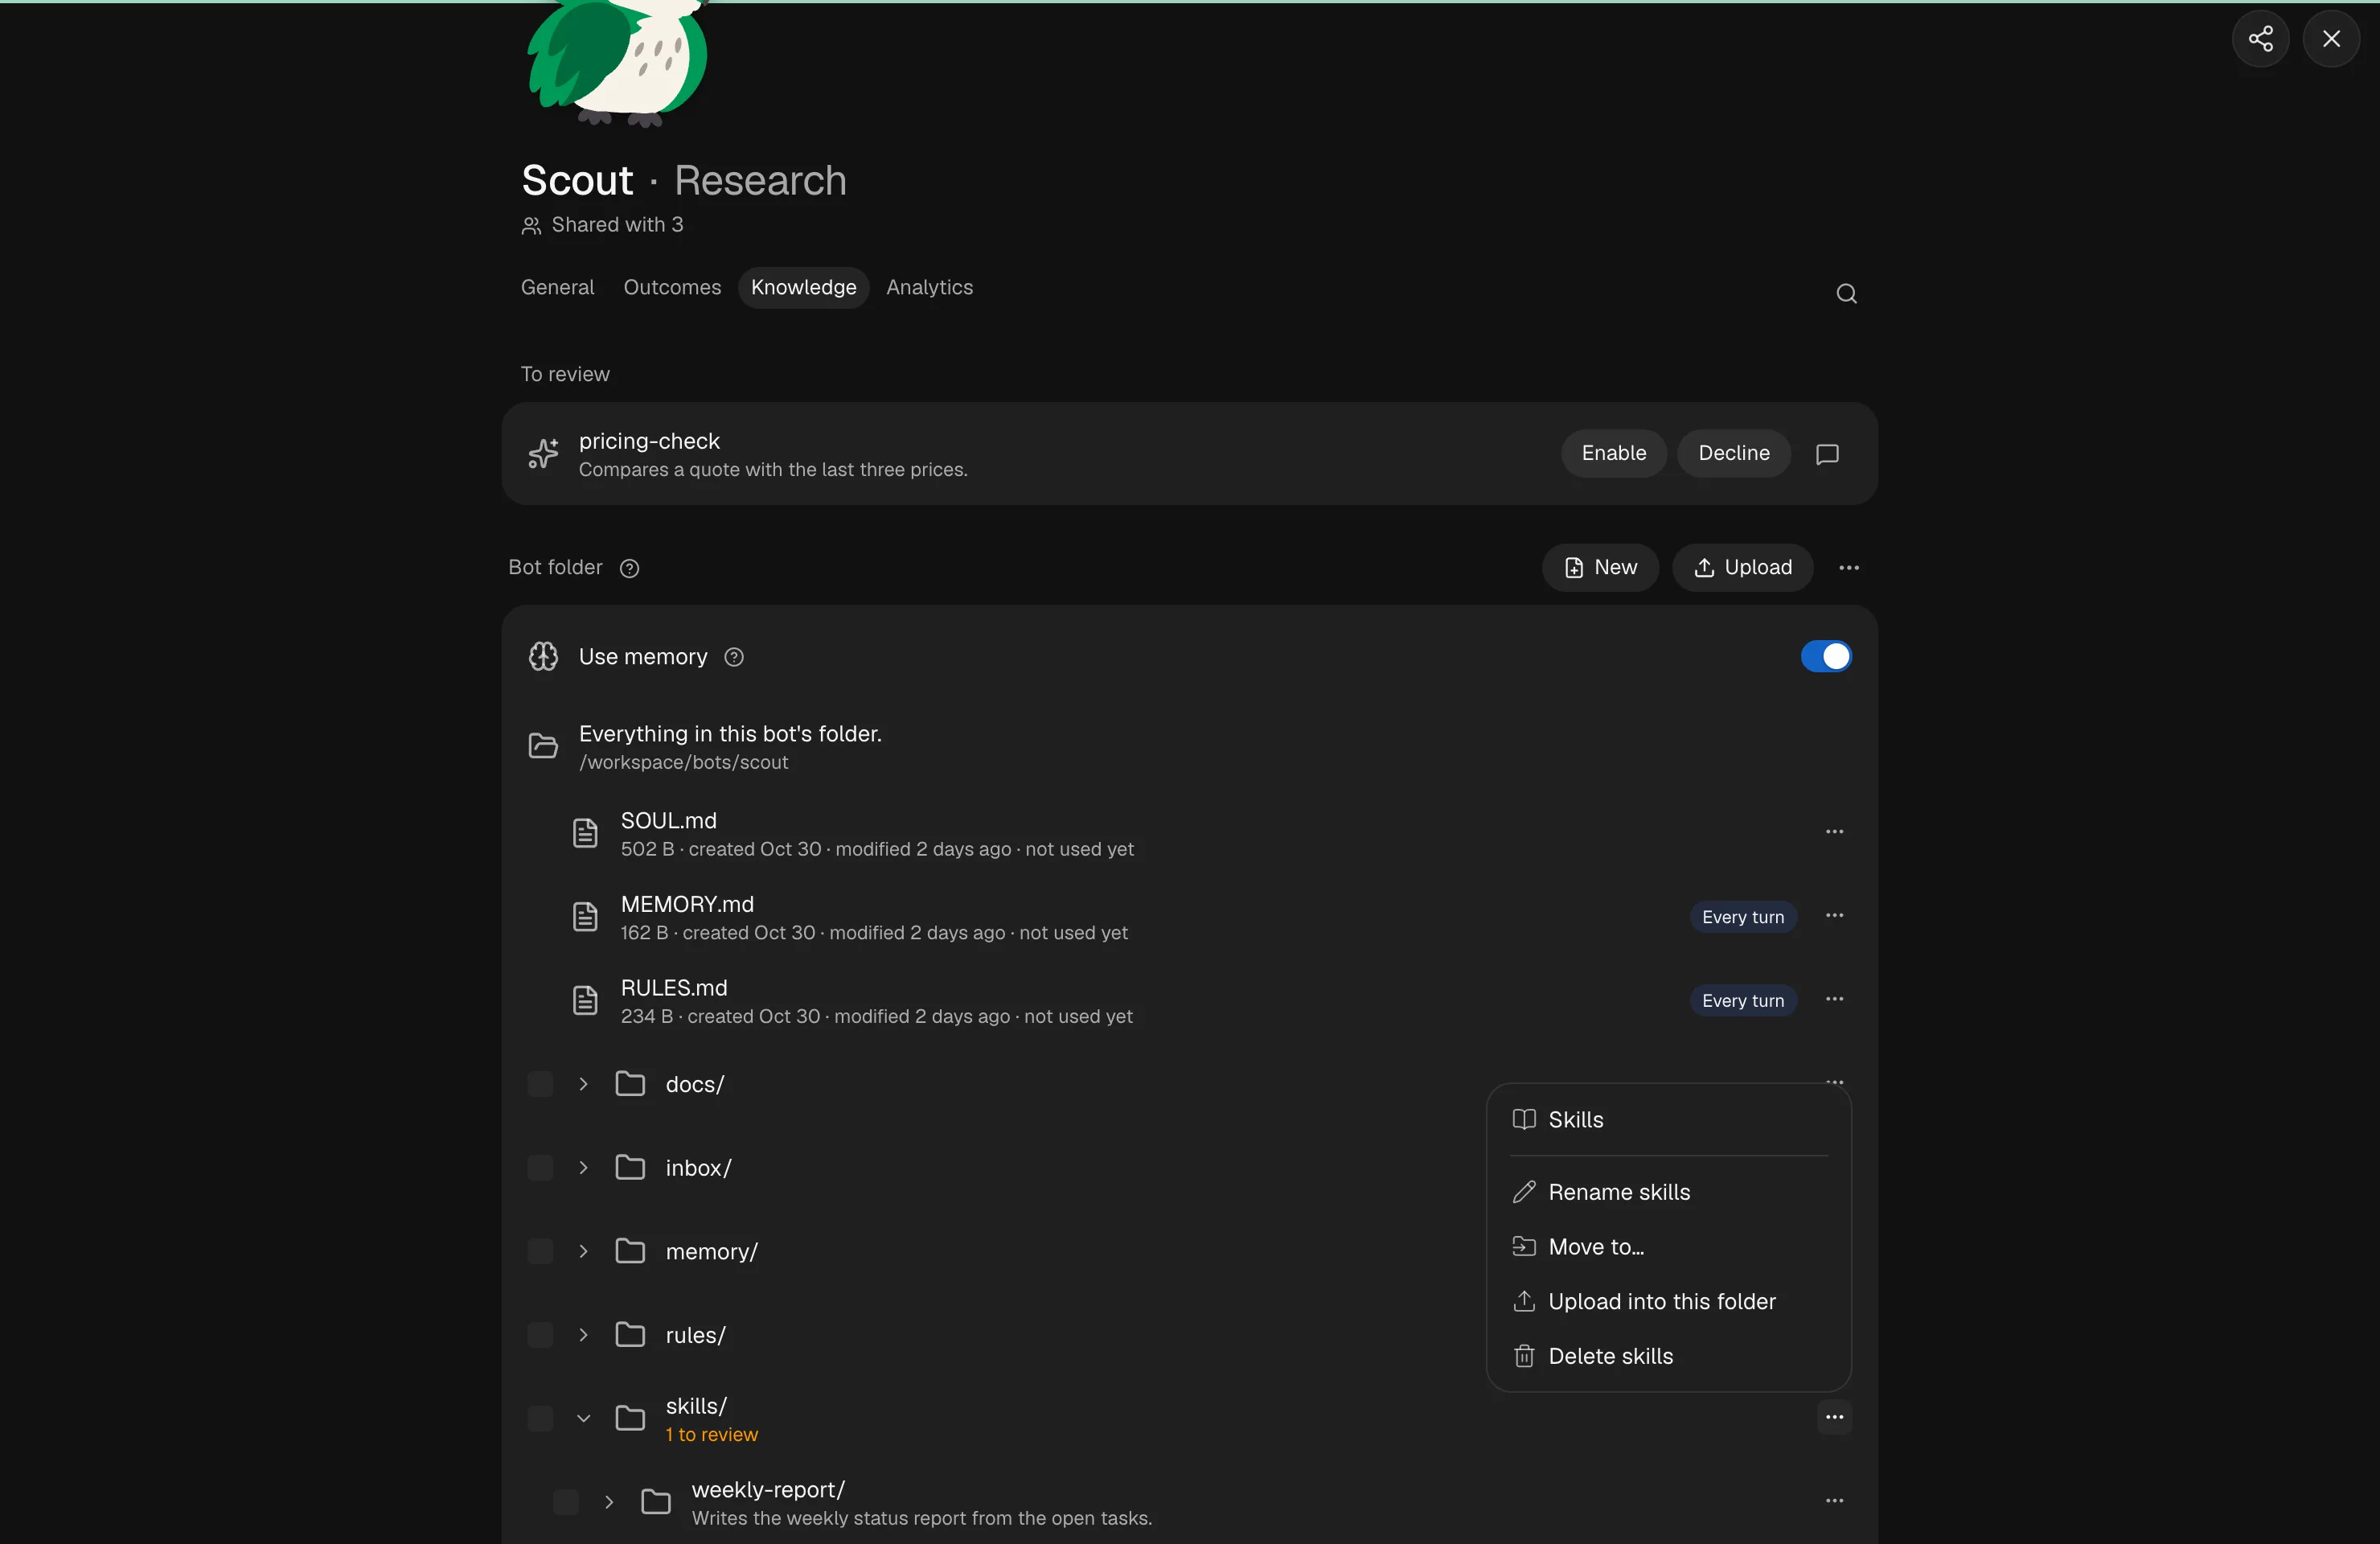 Scout · Research
Shared with 3
General Outcomes Knowledge Analytics
To review
pricing-check
Compares a quote with the last three prices.
Enable Decline
Bot folder
New Upload
Use memory
Everything in this bot's folder.
/workspace/bots/scout
SOUL.md
502 B · created Oct 30 · modified 2 days ago · not used yet
MEMORY.md
162 B · created Oct 30 · modified 2 days ago · not used yet
Every turn
RULES.md
234 B · created Oct 30 · modified 2 days ago · not used yet
Every turn
docs/
inbox/
memory/
rules/
skills/
1 to review
weekly-report/
Writes the weekly status report from the open tasks.
Skills
Rename skills
Move to...
Upload into this folder
Delete skills